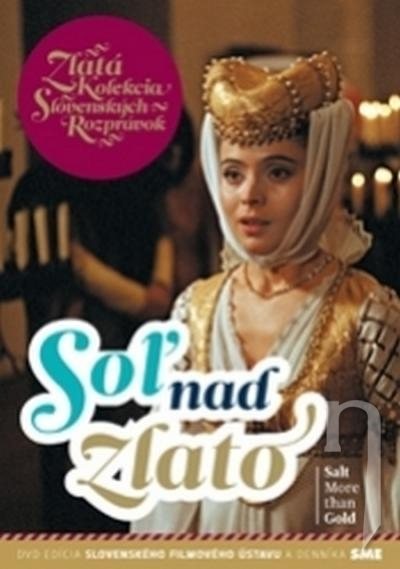 Zlatá
Kolekcia
Slovenských
Rozprávok
Soľ
nad
zlato
Salt
More
than
Gold
n
DVD EDÍCIA SLOVENSKÉHO FILMOVÉHO ÚSTAVU A DENNÍKA SME